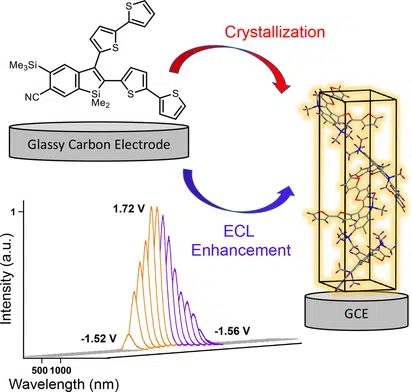 S
S
Me3Si
S
S
NC
Si
Me2
Crystallization
Glassy Carbon Electrode
ECL
Enhancement
GCE
1
1.72 V
-1.52 V
-1.56 V
Intensity (a.u.)
500 1000
Wavelength (nm)